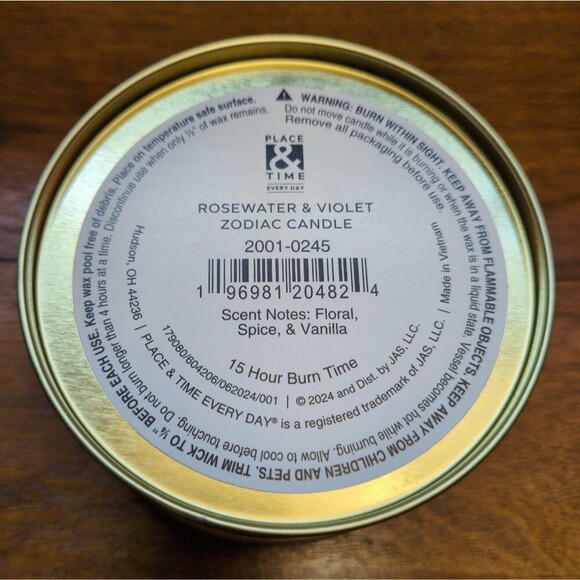 PLACE
&
TIME
EVERY DAY
ROSEWATER & VIOLET
ZODIAC CANDLE
2001-0245
1 96981 20482 4
Scent Notes: Floral,
Spice, & Vanilla
15 Hour Burn Time
⚠ WARNING: BURN WITHIN SIGHT. KEEP AWAY FROM FLAMMABLE OBJECTS. KEEP AWAY FROM CHILDREN AND PETS. TRIM WICK TO ¼" BEFORE EACH USE. Keep wax pool free of debris. Place on temperature safe surface.
Do not move candle while it is burning or when the wax is in a liquid state. Vessel becomes hot while burning. Allow to cool before touching. Do not burn longer than 4 hours at a time. Discontinue use when only ½" of wax remains.
Remove all packaging before use.
Hudson, OH 44236 | PLACE & TIME EVERY DAY® is a registered trademark of JAS, LLC. | Made in Vietnam
179080/604206/062024/001 | © 2024 and Dist. by JAS, LLC.